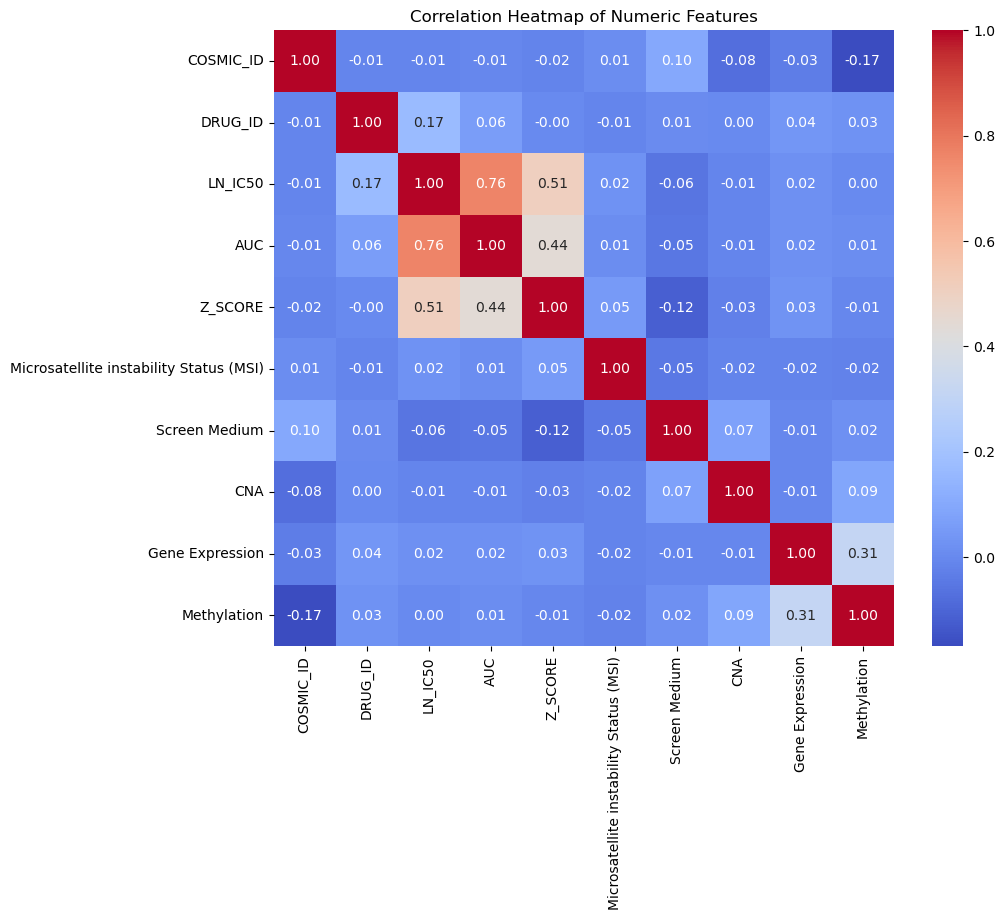 Correlation Heatmap of Numeric Features
COSMIC_ID 1.00 -0.01 -0.01 -0.01 -0.02 0.01 0.10 -0.08 -0.03 -0.17
DRUG_ID -0.01 1.00 0.17 0.06 -0.00 -0.01 0.01 0.00 0.04 0.03
LN_IC50 -0.01 0.17 1.00 0.76 0.51 0.02 -0.06 -0.01 0.02 0.00
AUC -0.01 0.06 0.76 1.00 0.44 0.01 -0.05 -0.01 0.02 0.01
Z_SCORE -0.02 -0.00 0.51 0.44 1.00 0.05 -0.12 -0.03 0.03 -0.01
Microsatellite instability Status (MSI) 0.01 -0.01 0.02 0.01 0.05 1.00 -0.05 -0.02 -0.02 -0.02
Screen Medium 0.10 0.01 -0.06 -0.05 -0.12 -0.05 1.00 0.07 -0.01 0.02
CNA -0.08 0.00 -0.01 -0.01 -0.03 -0.02 0.07 1.00 -0.01 0.09
Gene Expression -0.03 0.04 0.02 0.02 0.03 -0.02 -0.01 -0.01 1.00 0.31
Methylation -0.17 0.03 0.00 0.01 -0.01 -0.02 0.02 0.09 0.31 1.00
COSMIC_ID
DRUG_ID
LN_IC50
AUC
Z_SCORE
Microsatellite instability Status (MSI)
Screen Medium
CNA
Gene Expression
Methylation
1.0
0.8
0.6
0.4
0.2
0.0